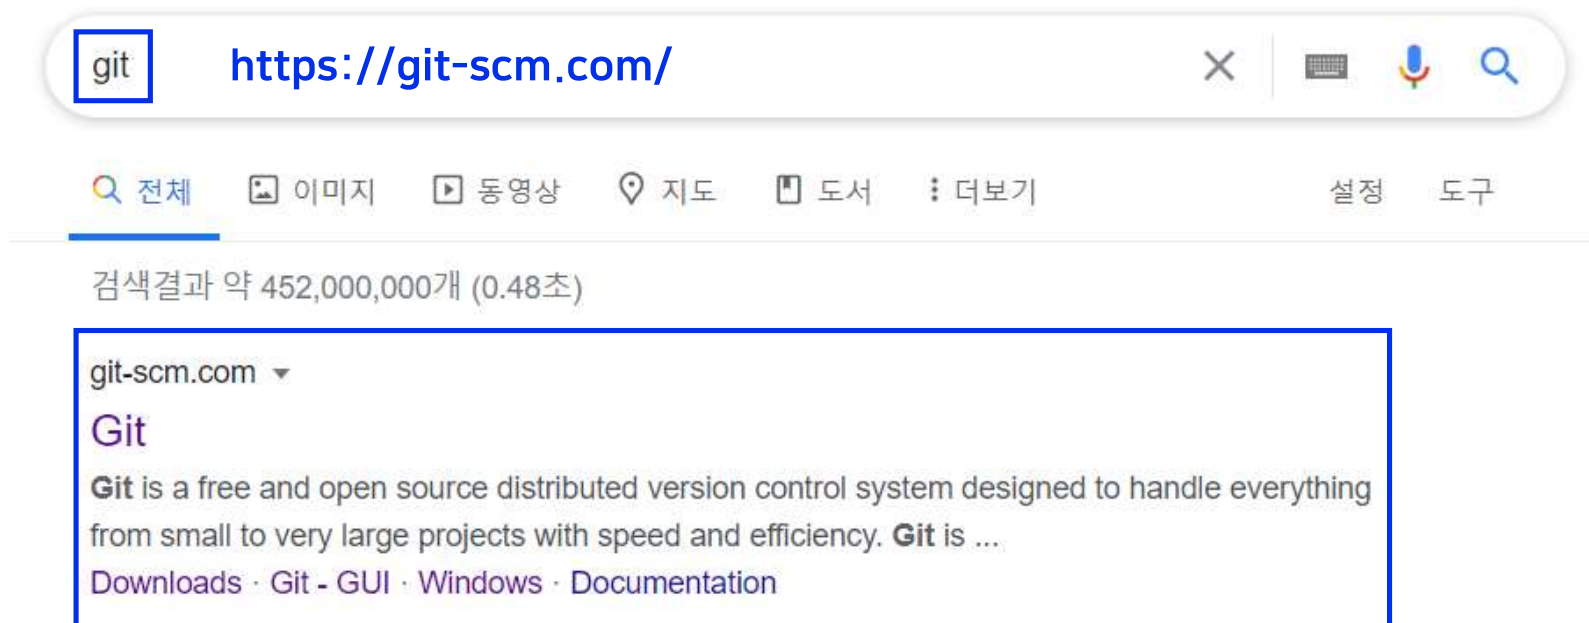 git https://git-scm.com/
전체 이미지 동영상 지도 도서 더보기 설정 도구
검색결과 약 452,000,000개 (0.48초)
git-scm.com
Git
Git is a free and open source distributed version control system designed to handle everything
from small to very large projects with speed and efficiency. Git is ...
Downloads · Git - GUI · Windows · Documentation